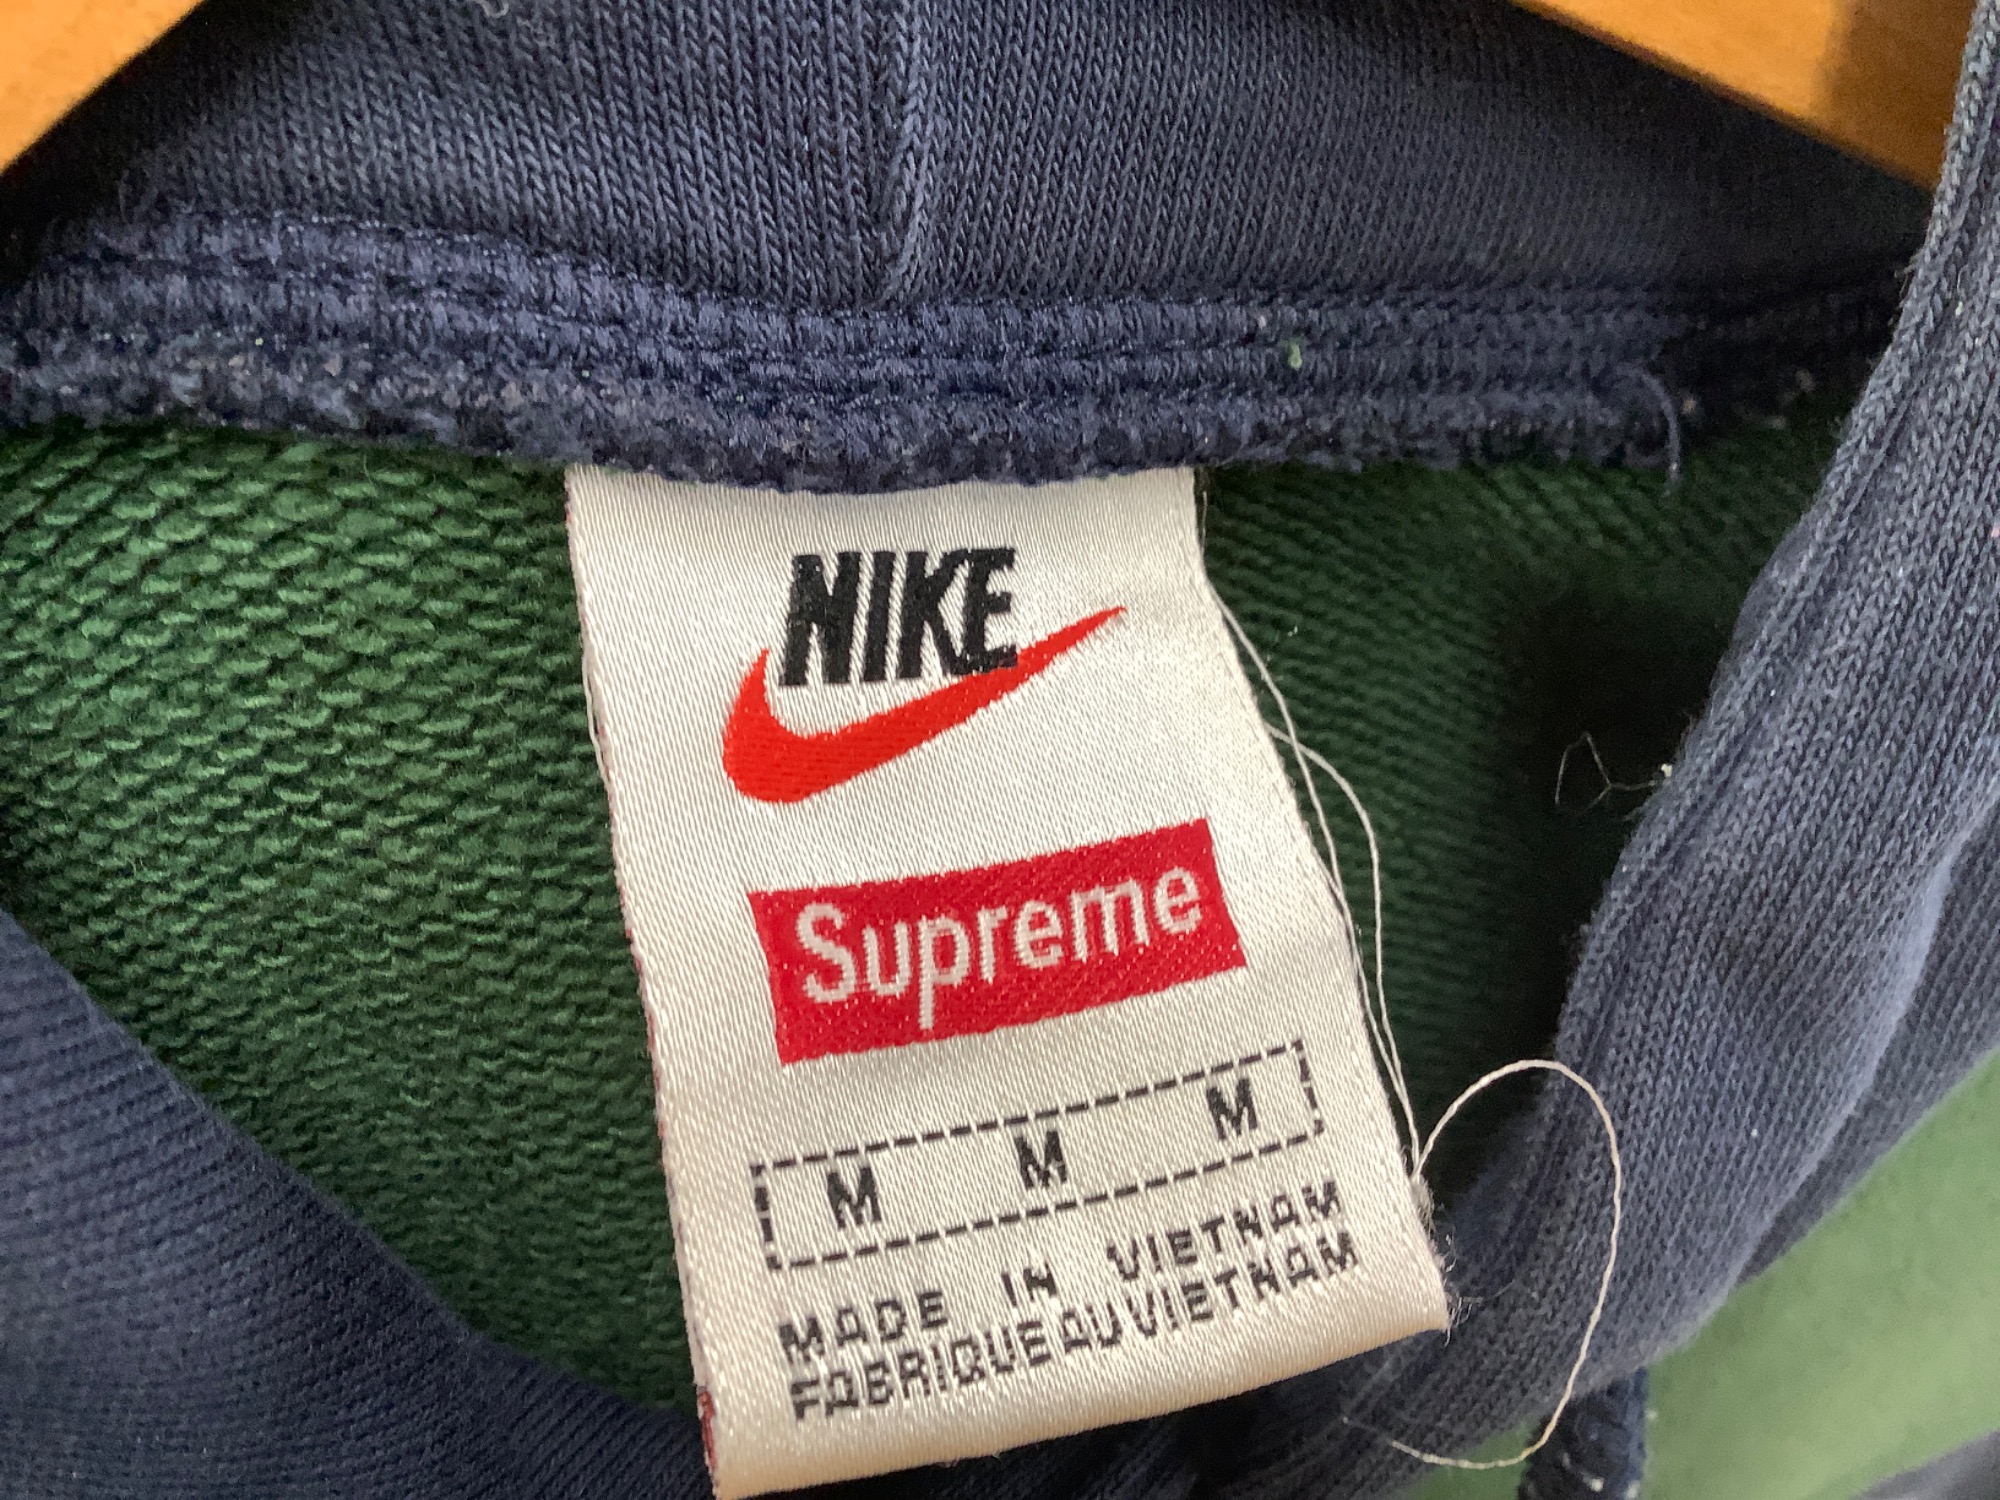 NIKE
Supreme
M M M
MADE IN VIETNAM
FABRIQUE AU VIETNAM